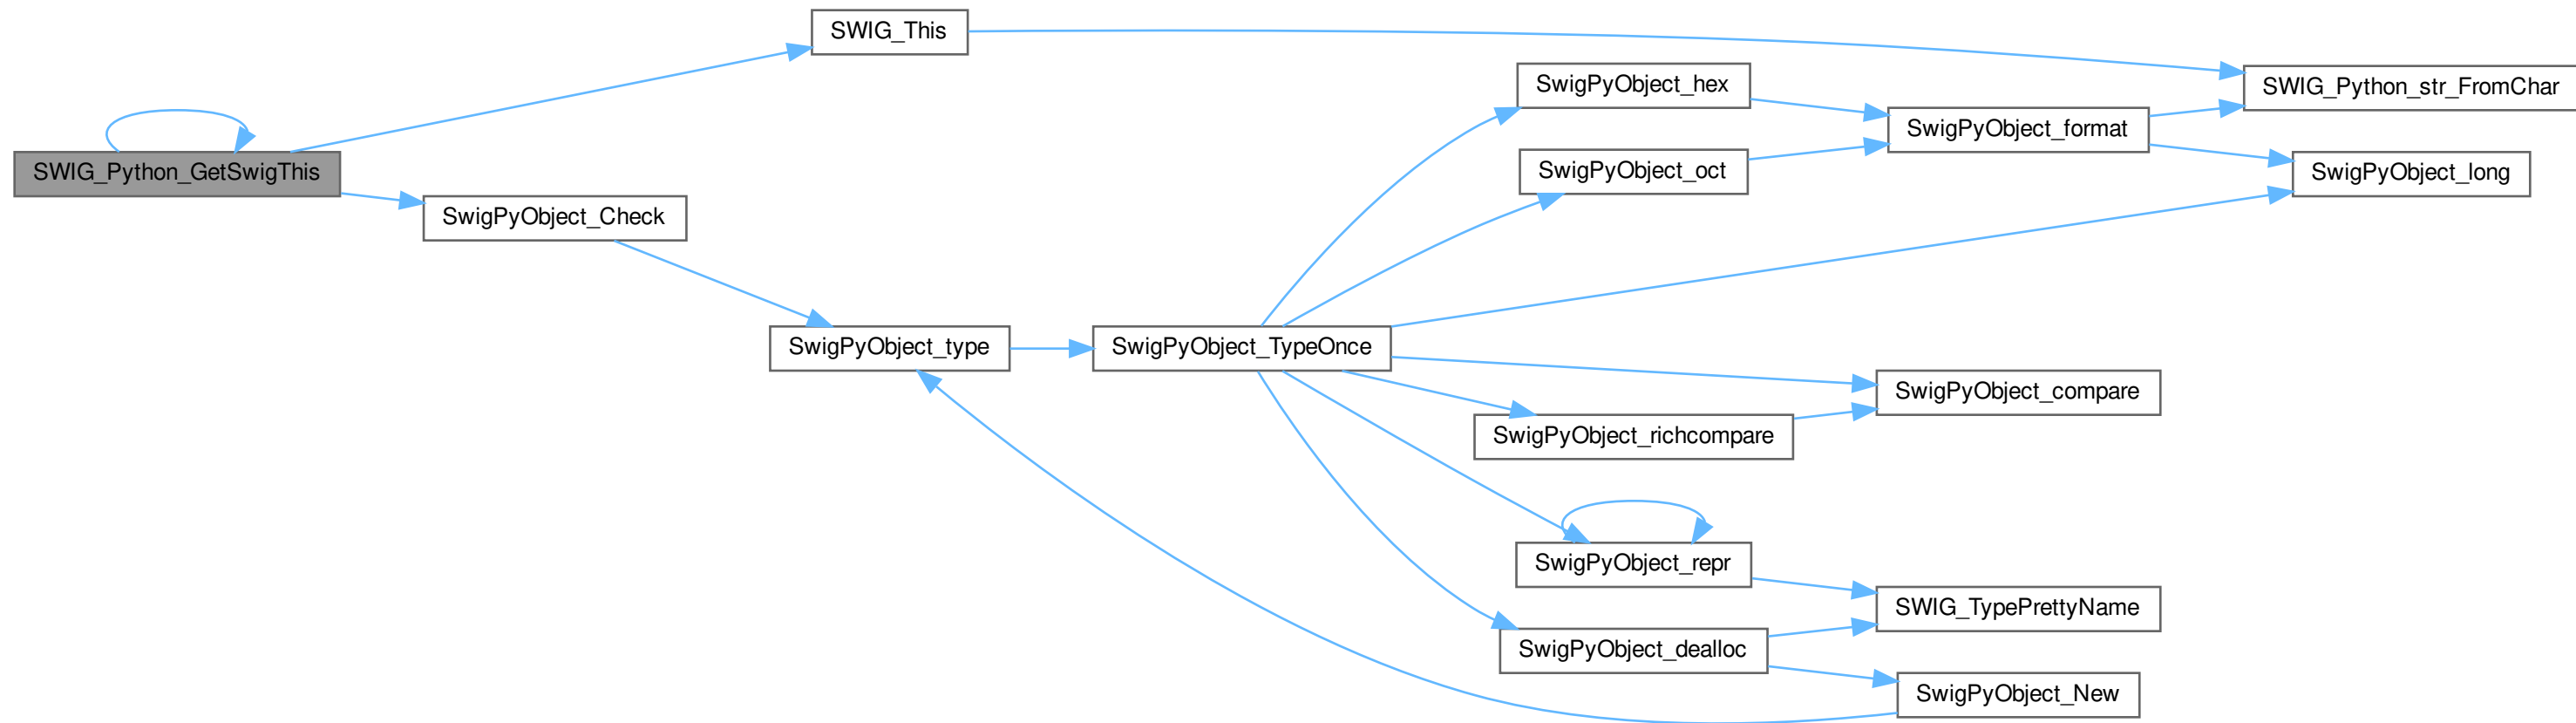 SWIG_This
SwigPyObject_hex
SWIG_Python_str_FromChar
SwigPyObject_format
SWIG_Python_GetSwigThis
SwigPyObject_oct
SwigPyObject_long
SwigPyObject_Check
SwigPyObject_type
SwigPyObject_TypeOnce
SwigPyObject_compare
SwigPyObject_richcompare
SwigPyObject_repr
SWIG_TypePrettyName
SwigPyObject_dealloc
SwigPyObject_New